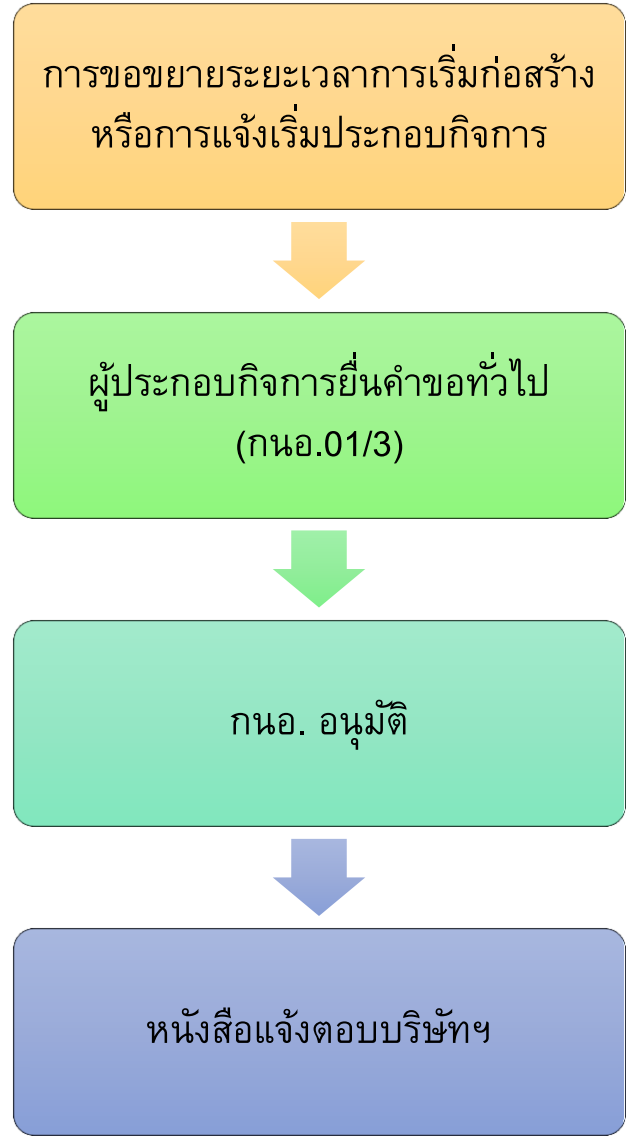 การขอขยายระยะเวลาการเริ่มก่อสร้าง
หรือการแจ้งเริ่มประกอบกิจการ
ผู้ประกอบกิจการยื่นคำขอทั่วไป
(กนอ.01/3)
กนอ. อนุมัติ
หนังสือแจ้งตอบบริษัทฯ